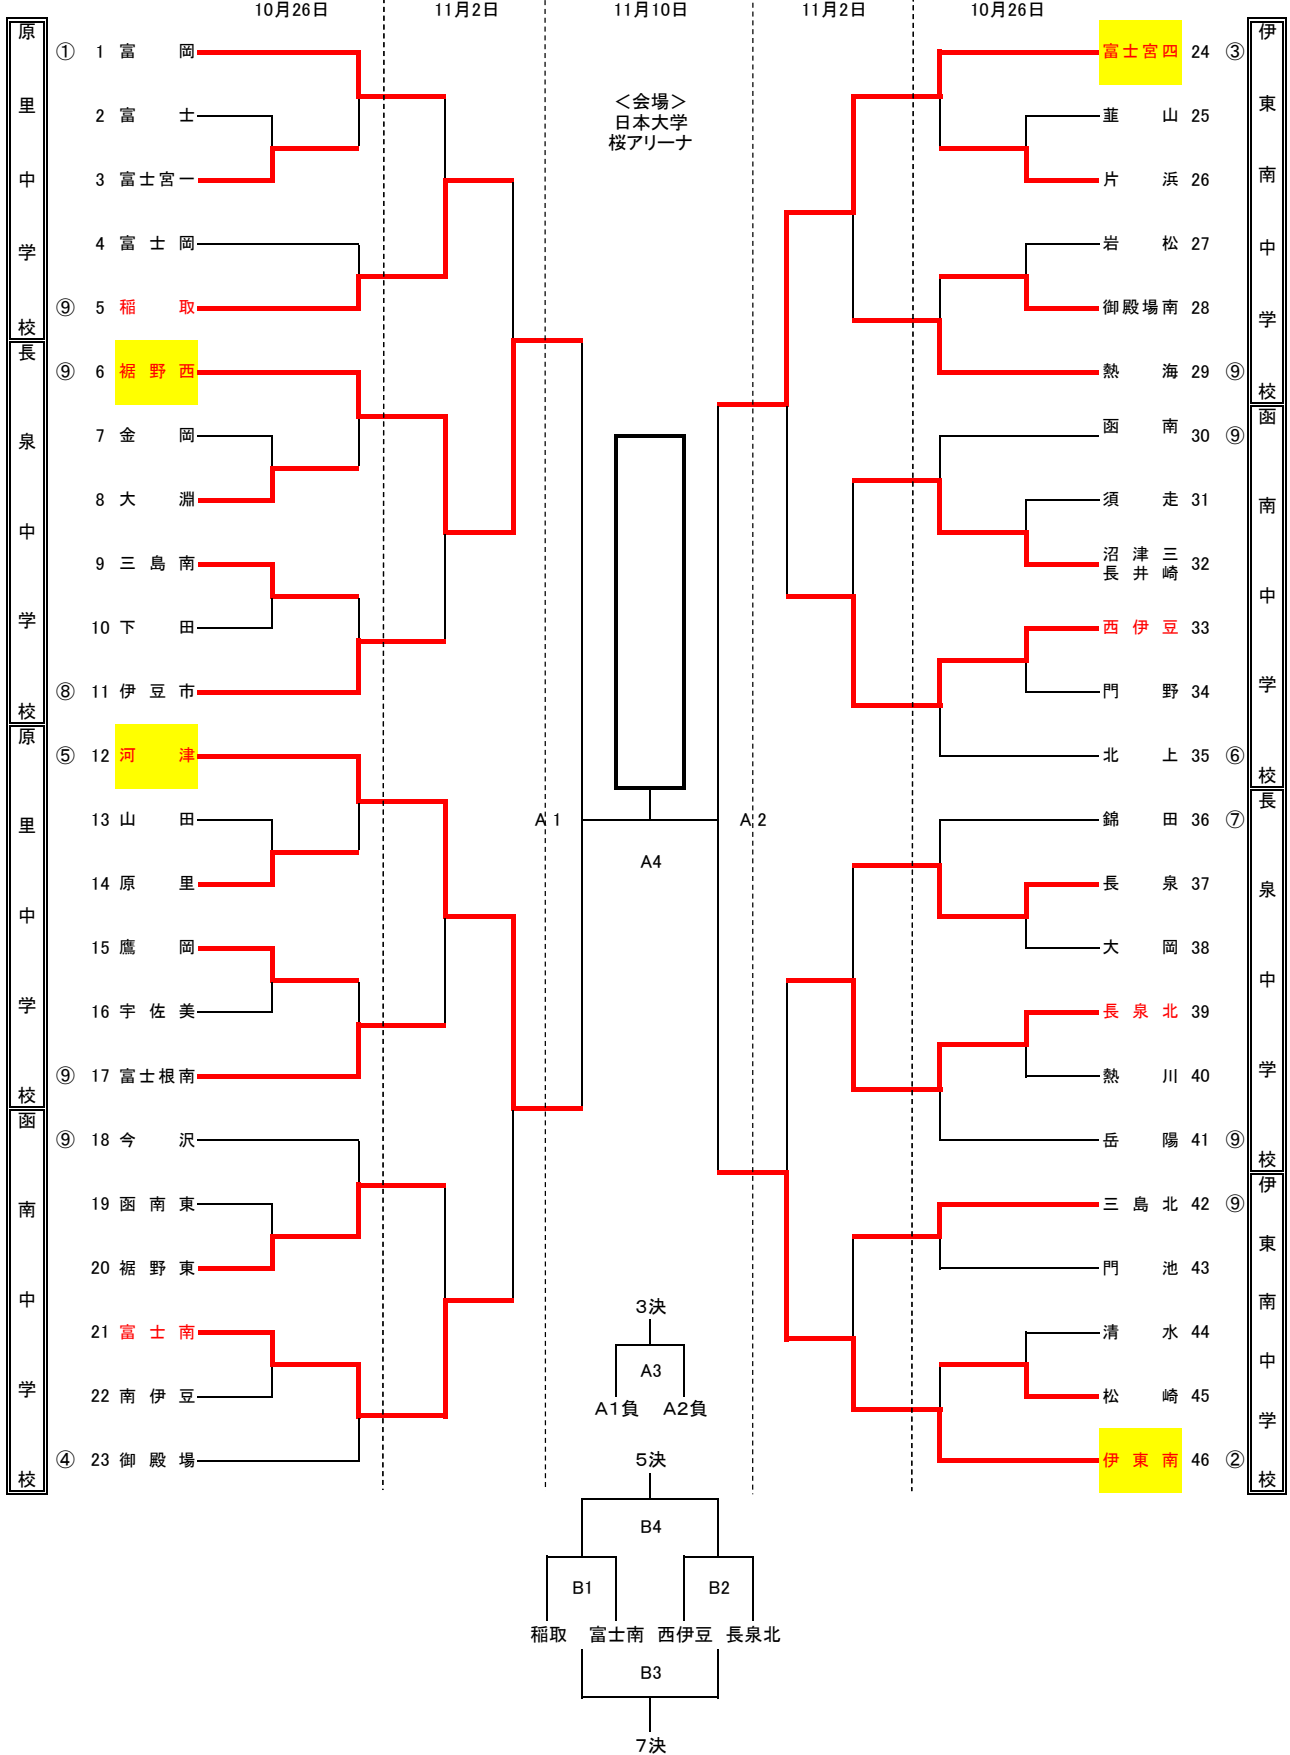 10月26日 11月2日 11月10日 11月2日 10月26日
<会場>
日本大学
桜アリーナ
原里中学校
① 1 富岡
2 富士
3 富士宮一
4 富士岡
⑨ 5 稲取
長泉中学校
⑨ 6 裾野西
7 金岡
8 大淵
9 三島南
10 下田
⑧ 11 伊豆市
原里中学校
⑤ 12 河津
13 山田
14 原里
15 鷹岡
16 宇佐美
⑨ 17 富士根南
函南中学校
⑨ 18 今沢
19 函南東
20 裾野東
21 富士南
22 南伊豆
④ 23 御殿場
伊東南中学校
富士宮四 24 ③
韮山 25
片浜 26
岩松 27
御殿場南 28
熱海 29 ⑨
函南中学校
函南 30 ⑨
須走 31
沼津三
長井崎 32
西伊豆 33
門野 34
北上 35 ⑥
長泉中学校
錦田 36 ⑦
長泉 37
大岡 38
長泉北 39
熱川 40
岳陽 41 ⑨
伊東南中学校
三島北 42 ⑨
門池 43
清水 44
松崎 45
伊東南 46 ②
A1 A2
A4
3決
A3
A1負 A2負
5決
B4
B1 B2
稲取 富士南 西伊豆 長泉北
B3
7決